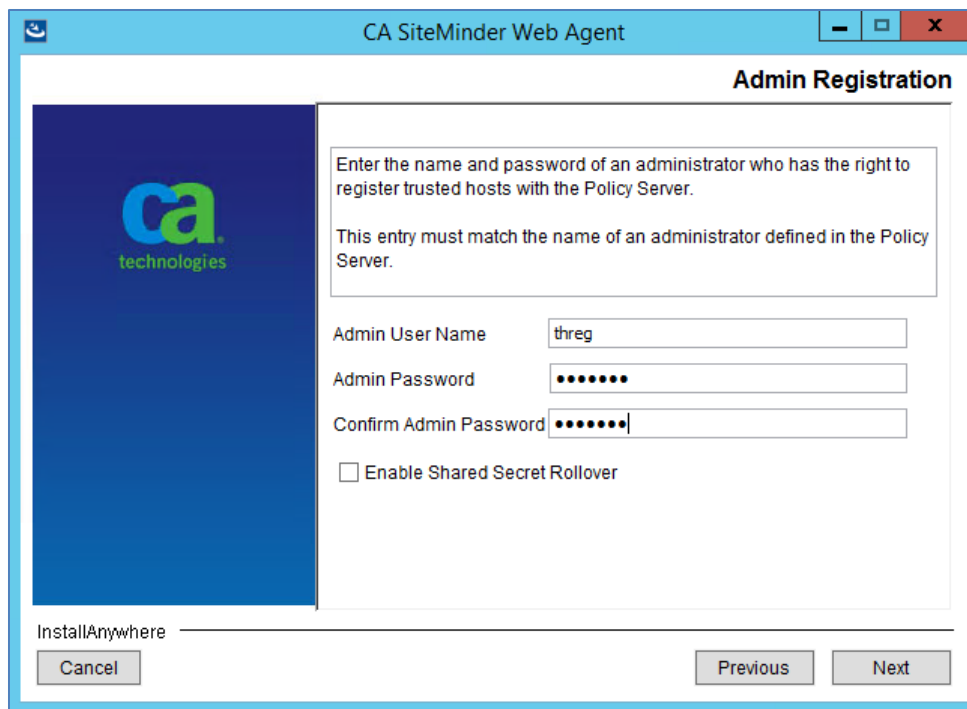 CA SiteMinder Web Agent
Admin Registration
ca
technologies
Enter the name and password of an administrator who has the right to
register trusted hosts with the Policy Server.
This entry must match the name of an administrator defined in the Policy
Server.
Admin User Name threg
Admin Password •••••••
Confirm Admin Password •••••••
Enable Shared Secret Rollover
InstallAnywhere
Cancel Previous Next